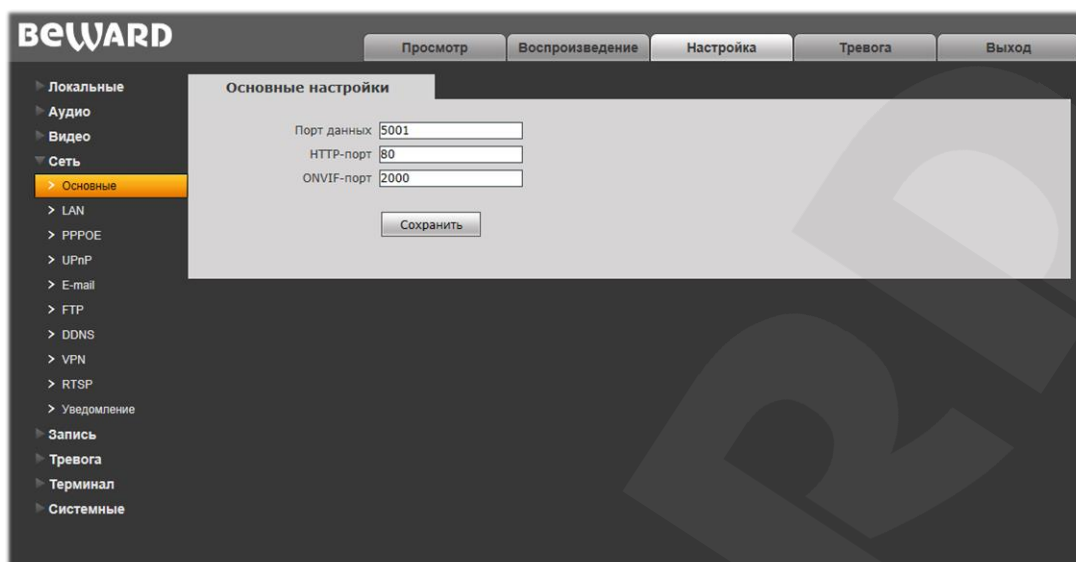 BEWARD
Просмотр
Воспроизведение
Настройка
Тревога
Выход
Локальные
Аудио
Видео
Сеть
Основные
LAN
PPPOE
UPnP
E-mail
FTP
DDNS
VPN
RTSP
Уведомление
Запись
Тревога
Терминал
Системные
Основные настройки
Порт данных 5001
HTTP-порт 80
ONVIF-порт 2000
Сохранить
RD